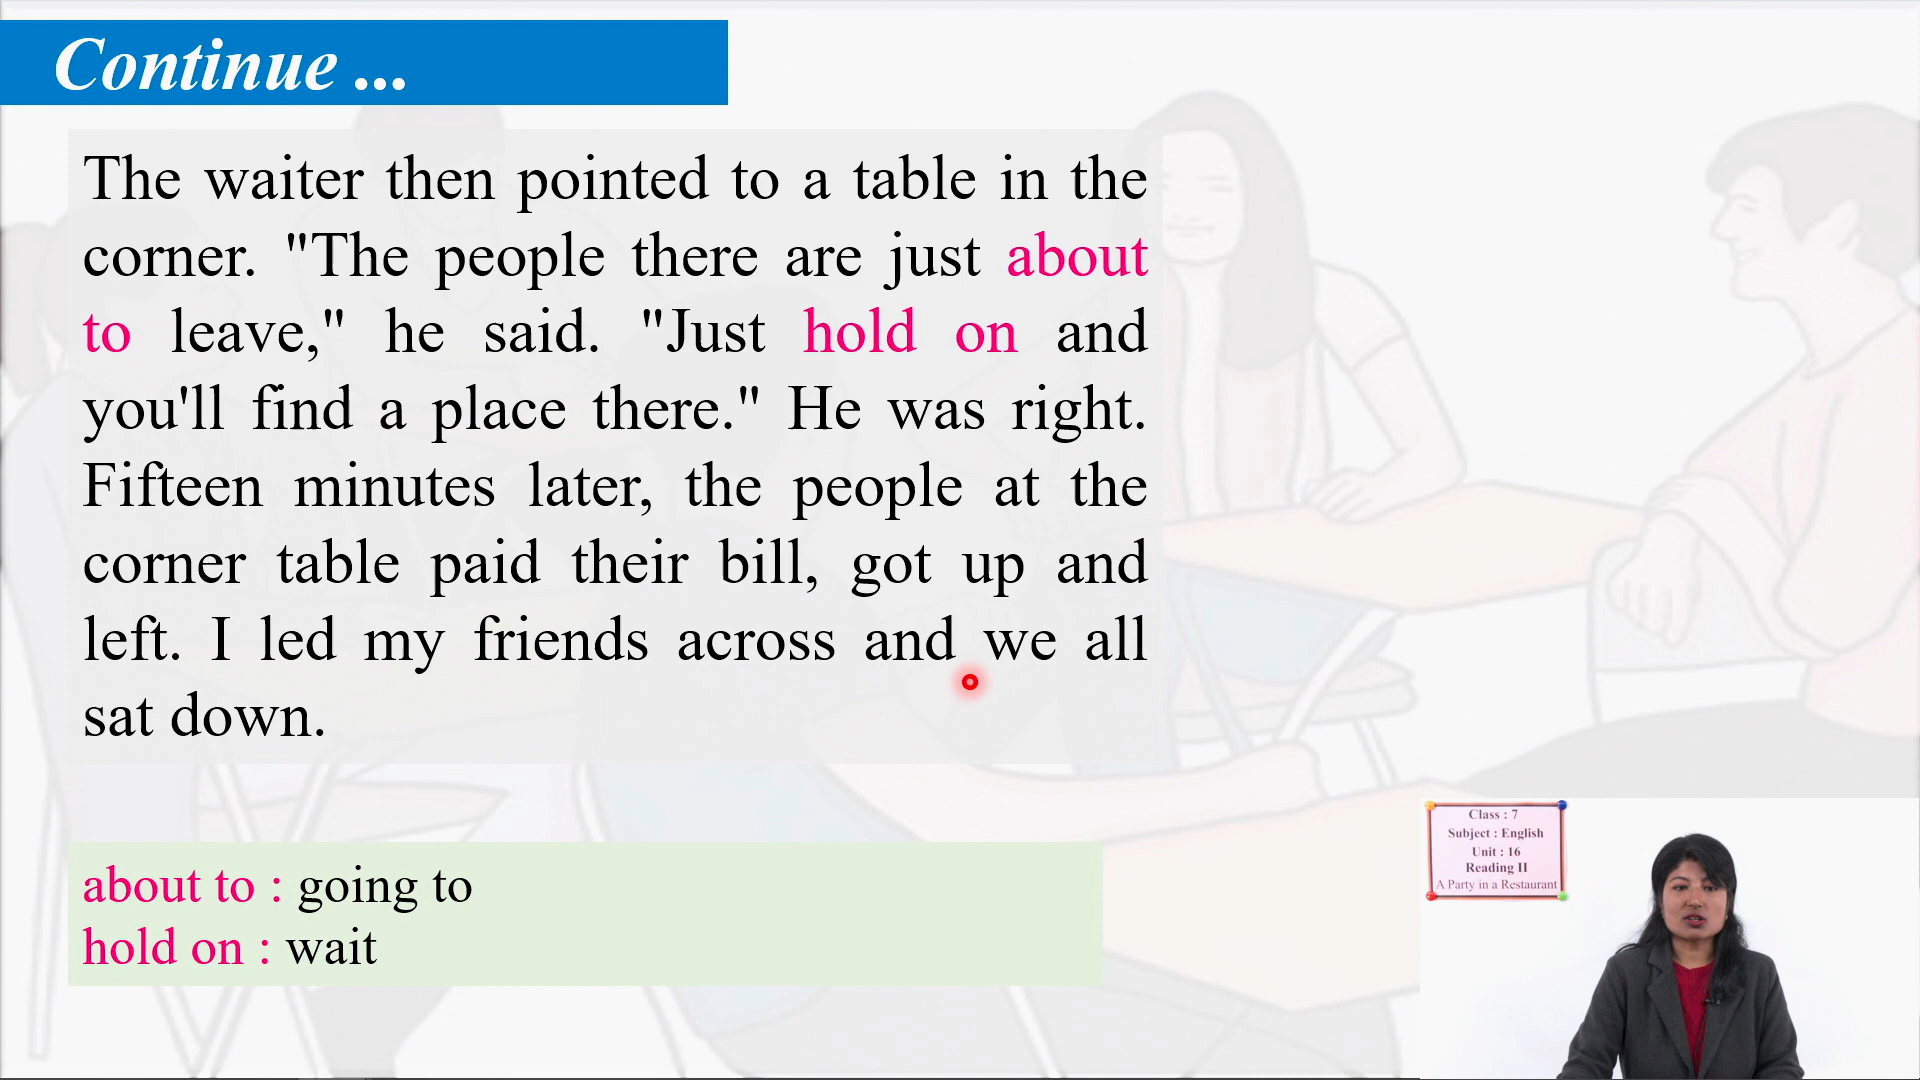 Continue ...
The waiter then pointed to a table in the
corner. "The people there are just about
to leave," he said. "Just hold on and
you'll find a place there." He was right.
Fifteen minutes later, the people at the
corner table paid their bill, got up and
left. I led my friends across and we all
sat down.
about to : going to
hold on : wait
Class : 7
Subject : English
Unit : 16
Reading II
A Party in a Restaurant